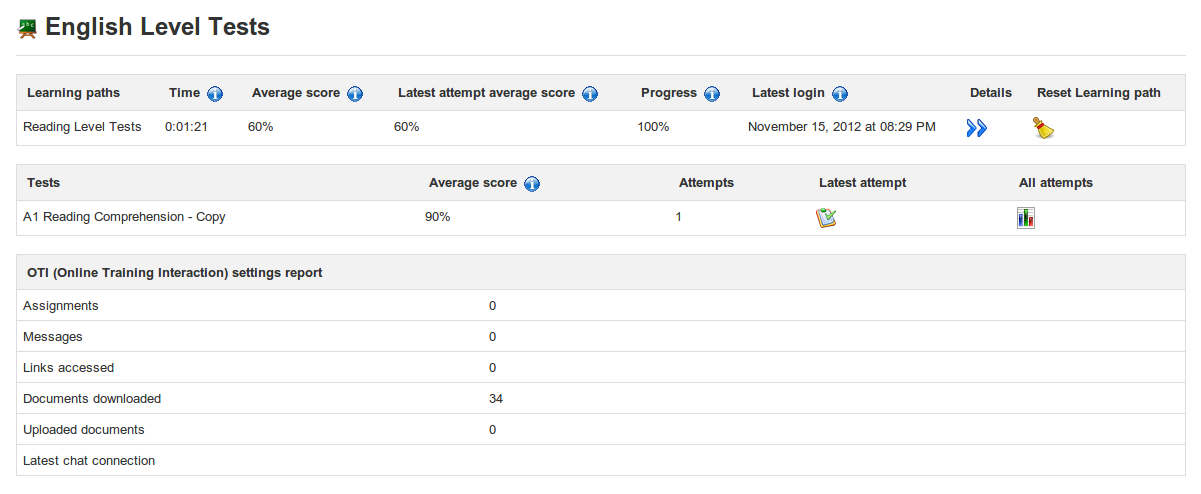 English Level Tests
Learning paths Time Average score Latest attempt average score Progress Latest login Details Reset Learning path
Reading Level Tests 0:01:21 60% 60% 100% November 15, 2012 at 08:29 PM
Tests Average score Attempts Latest attempt All attempts
A1 Reading Comprehension - Copy 90% 1
OTI (Online Training Interaction) settings report
Assignments 0
Messages 0
Links accessed 0
Documents downloaded 34
Uploaded documents 0
Latest chat connection